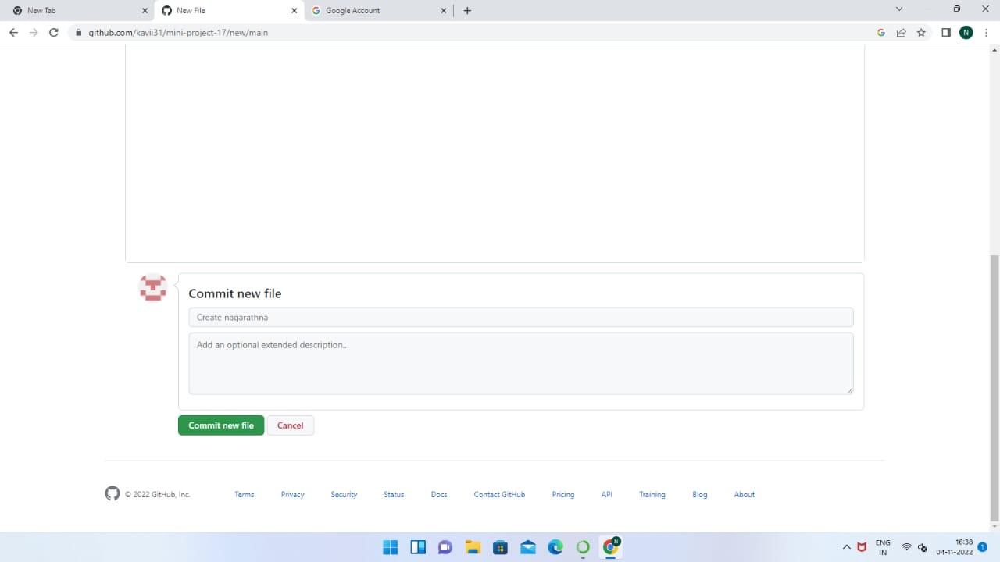 New Tab
New File
Google Account
github.com/kavii31/mini-project-17/new/main
N
Commit new file
Create nagarathna
Add an optional extended description...
Commit new file
Cancel
© 2022 GitHub, Inc.
Terms
Privacy
Security
Status
Docs
Contact GitHub
Pricing
API
Training
Blog
About
N
ENG
IN
16:38
04-11-2022
1